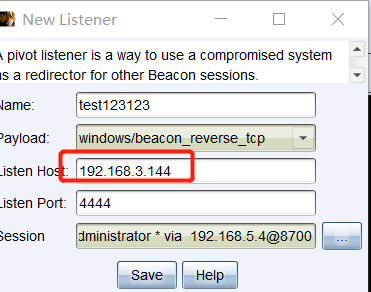 New Listener
A pivot listener is a way to use a compromised system
as a redirector for other Beacon sessions.
Name: test123123
Payload: windows/beacon_reverse_tcp
Listen Host: 192.168.3.144
Listen Port: 4444
Session dministrator * via 192.168.5.4@8700 ...
Save Help